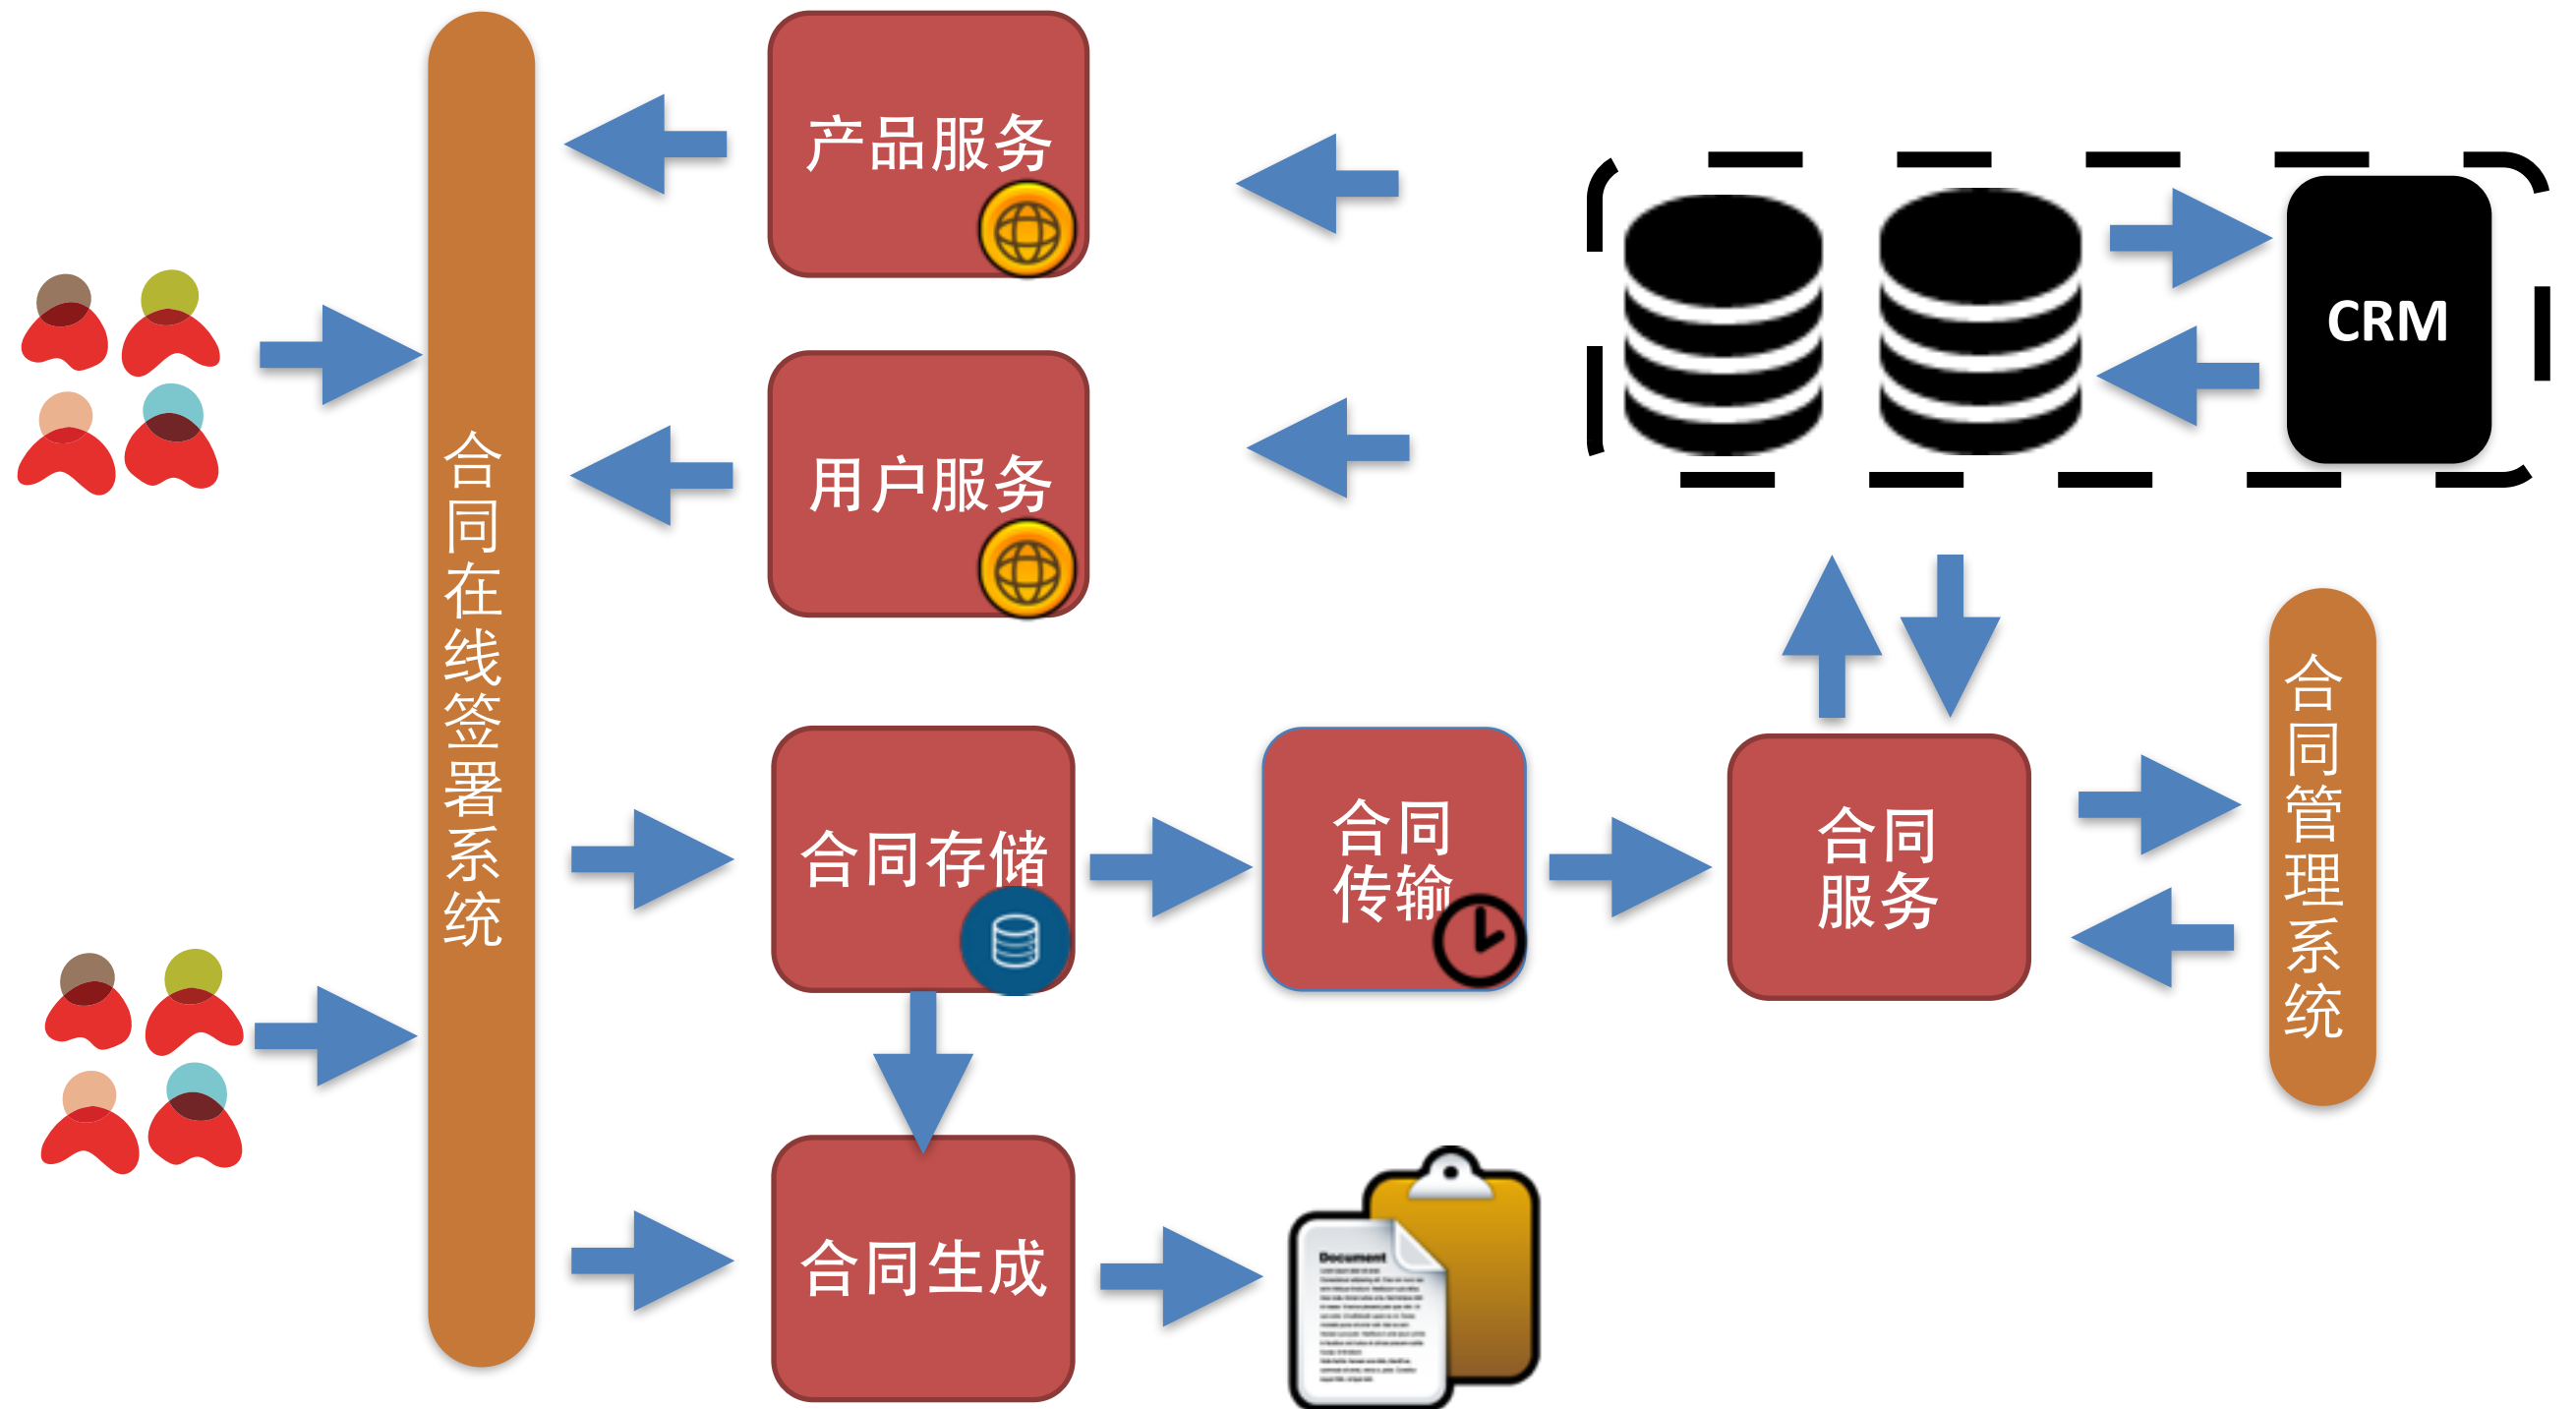 产品服务
CRM
用户服务
合同在线签署系统
合同存储
合同
传输
合同
服务
合同管理系统
合同生成
Document